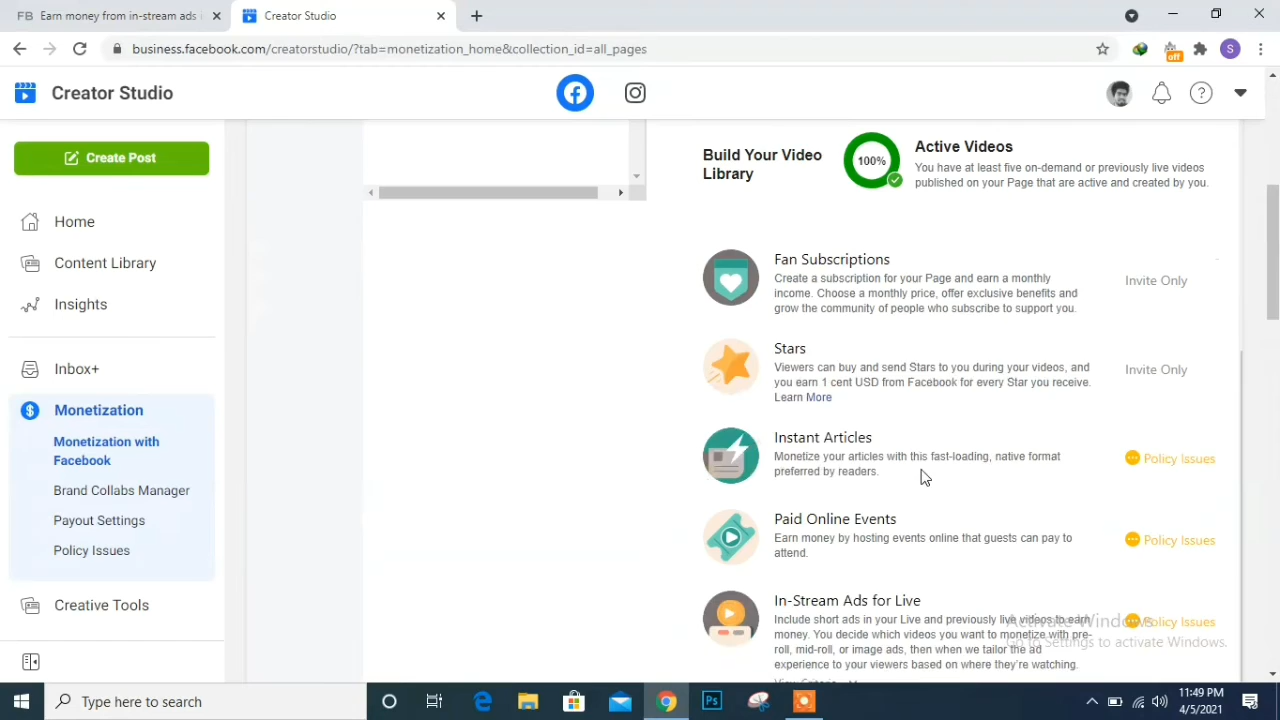 FB Earn money from in-stream ads
Creator Studio
business.facebook.com/creatorstudio/?tab=monetization_home&collection_id=all_pages
off
S
Creator Studio
Create Post
Home
Content Library
Insights
Inbox+
Monetization
Monetization with
Facebook
Brand Collabs Manager
Payout Settings
Policy Issues
Creative Tools
Build Your Video
Library
100%
Active Videos
You have at least five on-demand or previously live videos
published on your Page that are active and created by you.
Fan Subscriptions
Create a subscription for your Page and earn a monthly
income. Choose a monthly price, offer exclusive benefits and
grow the community of people who subscribe to support you.
Invite Only
Stars
Viewers can buy and send Stars to you during your videos, and
you earn 1 cent USD from Facebook for every Star you receive.
Learn More
Invite Only
Instant Articles
Monetize your articles with this fast-loading, native format
preferred by readers.
Policy Issues
Paid Online Events
Earn money by hosting events online that guests can pay to
attend.
Policy Issues
In-Stream Ads for Live
Include short ads in your Live and previously live videos to earn
money. You decide which videos you want to monetize with pre-
roll, mid-roll, or image ads, then when we tailor the ad
experience to your viewers based on where they're watching.
Policy Issues
Activate Windows
Go to Settings to activate Windows.
Type here to search
Ps
11:49 PM
4/5/2021